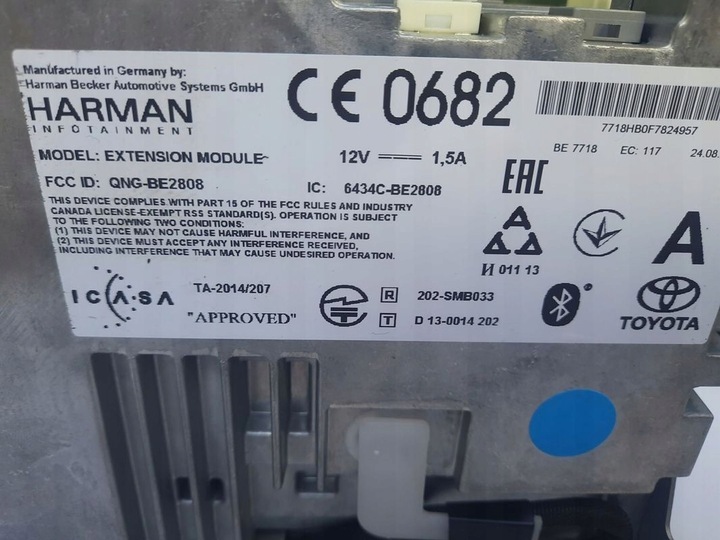 Manufactured in Germany by:
Harman Becker Automotive Systems GmbH
HARMAN
INFOTAINMENT
CE 0682
7718HB0F7824957
MODEL: EXTENSION MODULE
12V 1,5A
BE 7718 EC: 117 24.08.
FCC ID: QNG-BE2808
IC: 6434C-BE2808
EAC
THIS DEVICE COMPLIES WITH PART 15 OF THE FCC RULES AND INDUSTRY
CANADA LICENSE-EXEMPT RSS STANDARD(S). OPERATION IS SUBJECT
TO THE FOLLOWING TWO CONDITIONS:
(1) THIS DEVICE MAY NOT CAUSE HARMFUL INTERFERENCE, AND
(2) THIS DEVICE MUST ACCEPT ANY INTERFERENCE RECEIVED,
INCLUDING INTERFERENCE THAT MAY CAUSE UNDESIRED OPERATION.
И 011 13
A
ICASA
TA-2014/207
"APPROVED"
R 202-SMB033
T D 13-0014 202
TOYOTA